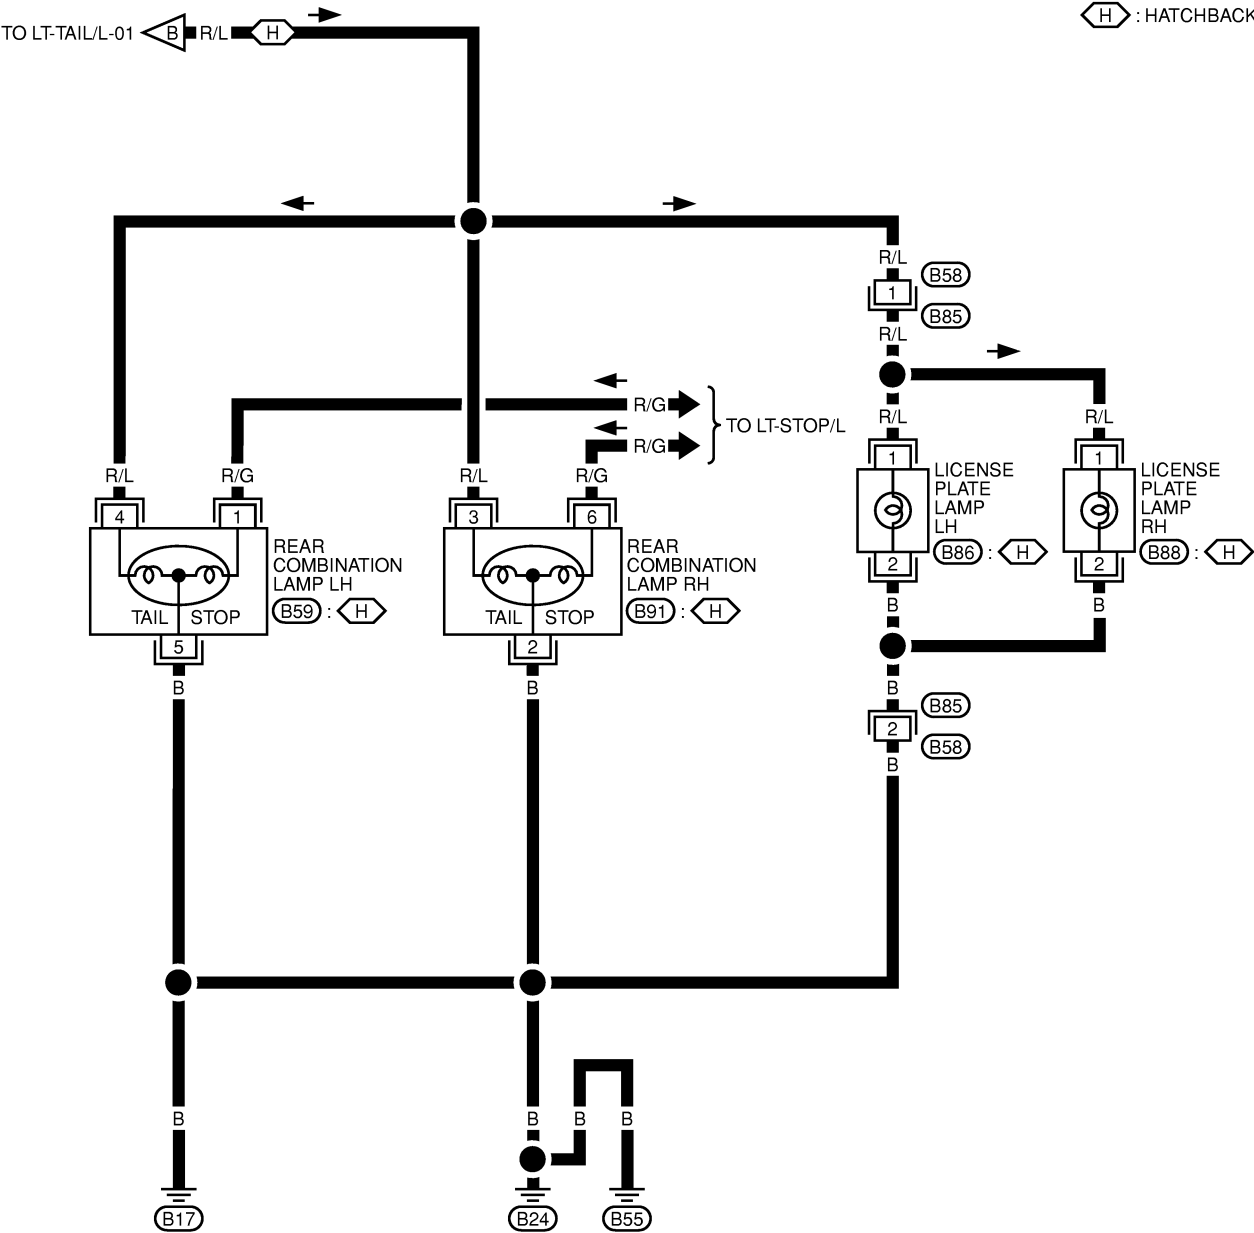 TO LT-TAIL/L-01 B R/L H
H : HATCHBACK
R/L
1
B58
B85
R/L
R/G
R/G
TO LT-STOP/L
R/L
R/L
R/L
R/G
R/L
R/G
4
1
3
6
1
1
REAR
COMBINATION
LAMP LH
B59 : H
TAIL STOP
5
B
REAR
COMBINATION
LAMP RH
B91 : H
TAIL STOP
2
B
LICENSE
PLATE
LAMP
LH
B86 : H
2
B
LICENSE
PLATE
LAMP
RH
B88 : H
2
B
B
B85
2
B58
B
B
B
B
B
B17
B24
B55